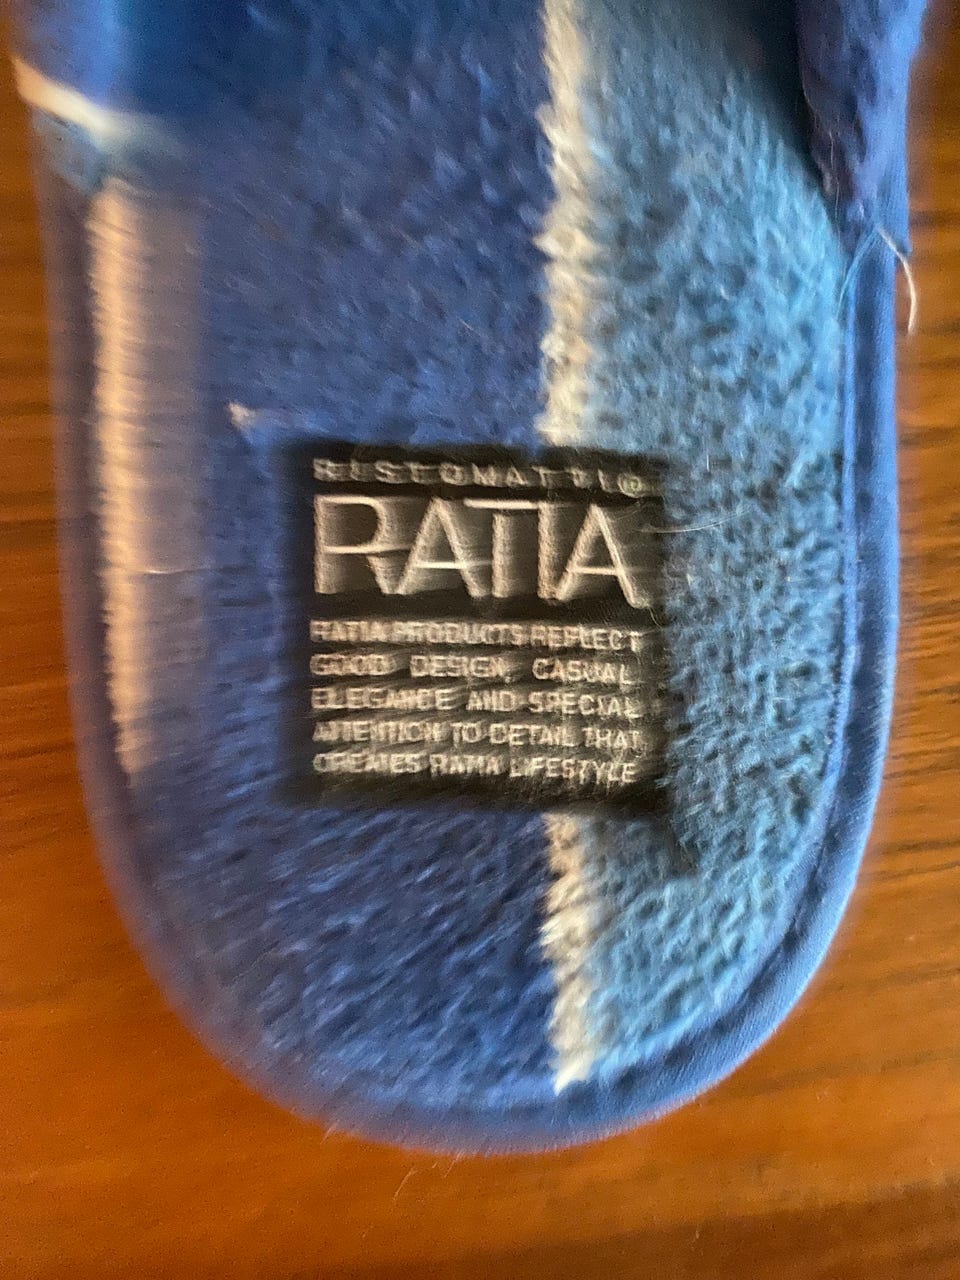 RISTOMATTI®
RATIA
RATIA PRODUCTS REFLECT
GOOD DESIGN, CASUAL
ELEGANCE AND SPECIAL
ATTENTION TO DETAIL THAT
CREATES RATIA LIFESTYLE